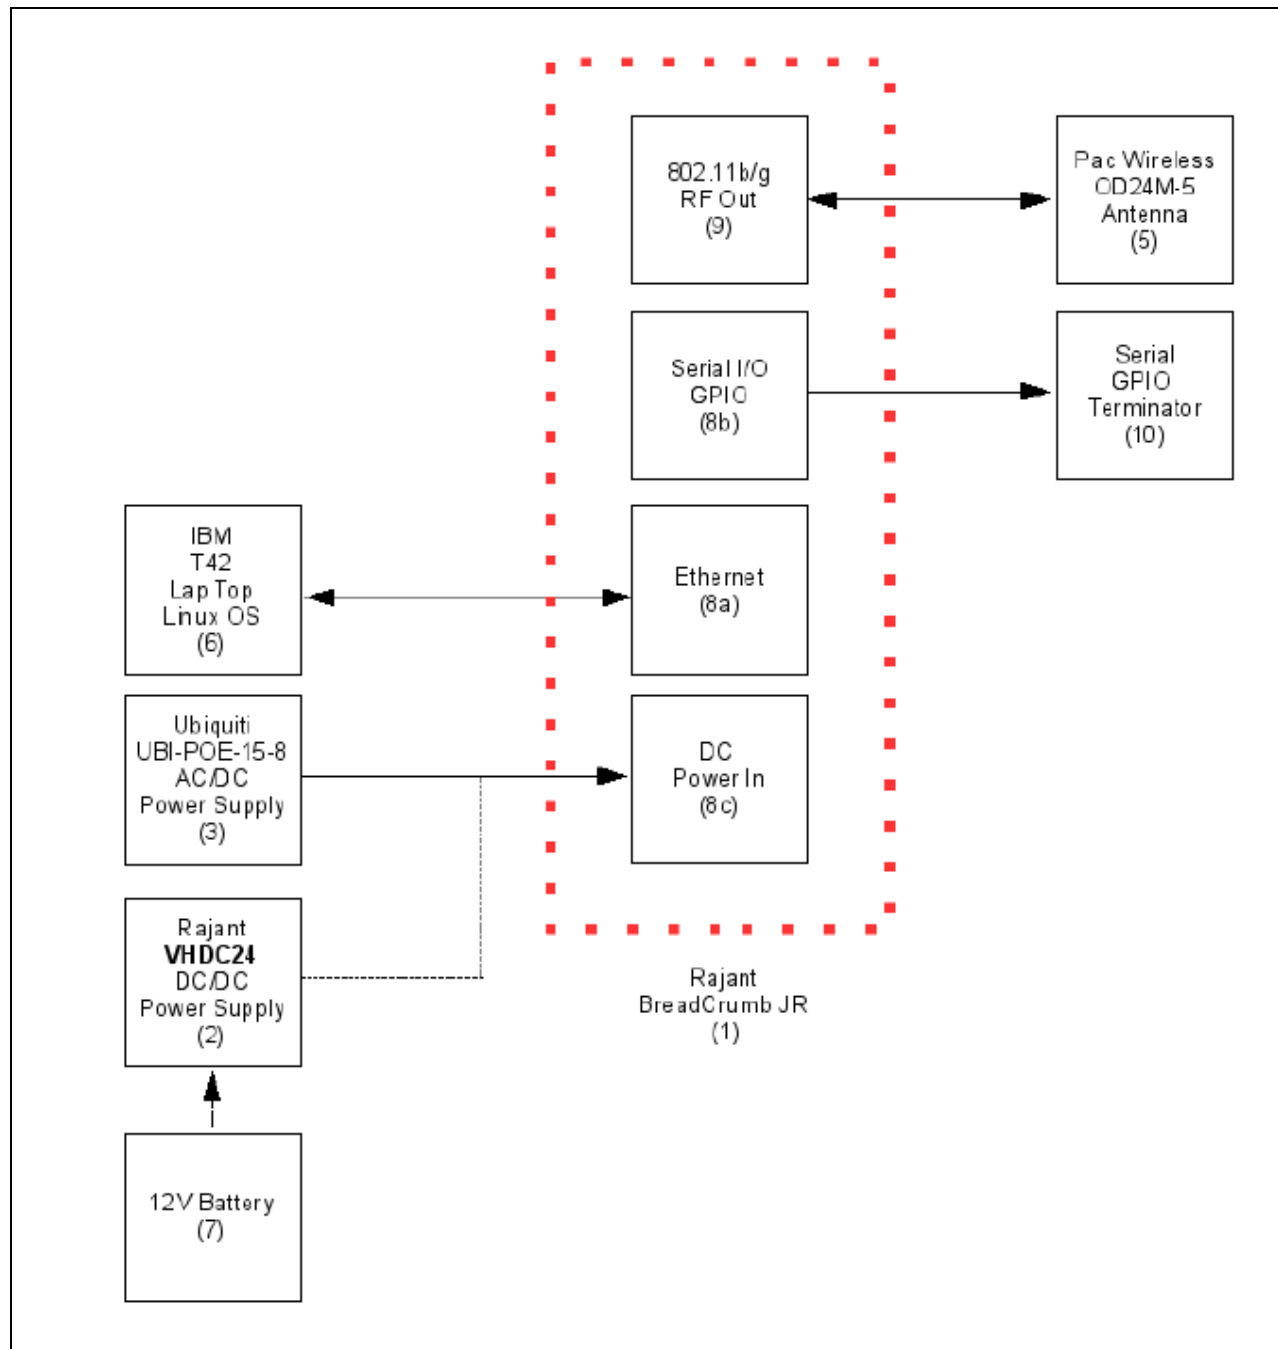 802.11b/g
RF Out
(9)
Pac Wireless
OD24M-5
Antenna
(5)
Serial I/O
GPIO
(8b)
Serial
GPIO
Terminator
(10)
IBM
T42
Lap Top
Linux OS
(6)
Ethernet
(8a)
Ubiquiti
UBI-POE-15-8
AC/DC
Power Supply
(3)
DC
Power In
(8c)
Rajant
VHDC24
DC/DC
Power Supply
(2)
Rajant
BreadCrumb JR
(1)
12V Battery
(7)